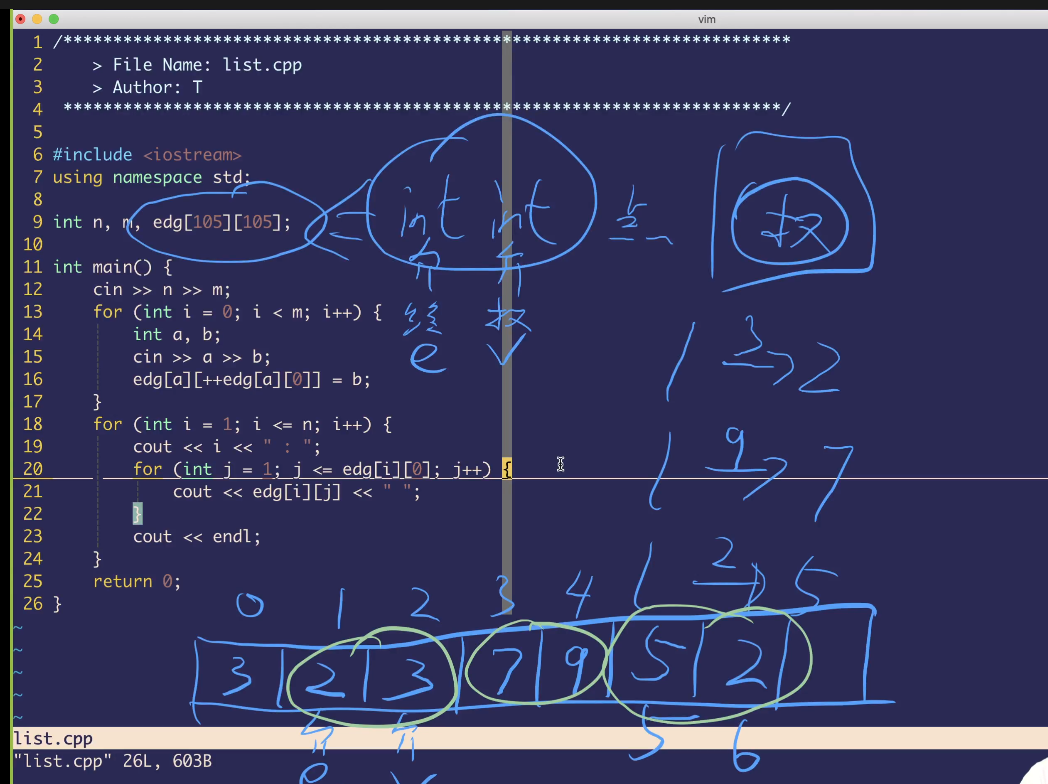 vim
1 /*************************************************************************
2     > File Name: list.cpp
3     > Author: T
4  ************************************************************************/
5
6 #include <iostream>
7 using namespace std;
8
9 int n, m, edg[105][105];
10
11 int main() {
12     cin >> n >> m;
13     for (int i = 0; i < m; i++) {
14         int a, b;
15         cin >> a >> b;
16         edg[a][++edg[a][0]] = b;
17     }
18     for (int i = 1; i <= n; i++) {
19         cout << i << " : ";
20         for (int j = 1; j <= edg[i][0]; j++) {
21             cout << edg[i][j] << " ";
22         }
23         cout << endl;
24     }
25     return 0;
26 }
~
~
~
~
~
int int
权
e v
1 3 2
1 9 7
1 2 5
0 1 2 3 4
3 2 3 7 9 5 2
5 6
list.cpp
"list.cpp" 26L, 603B